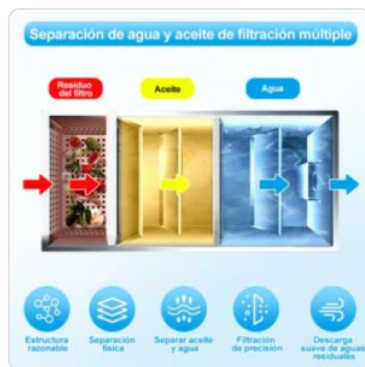 Separación de agua y aceite de filtración múltiple
Residuo
del filtro
Aceite
Agua
Estructura
razonable
Separación
física
Separar aceite
y agua
Filtración
de precisión
Descarga
suave de aguas
residuales